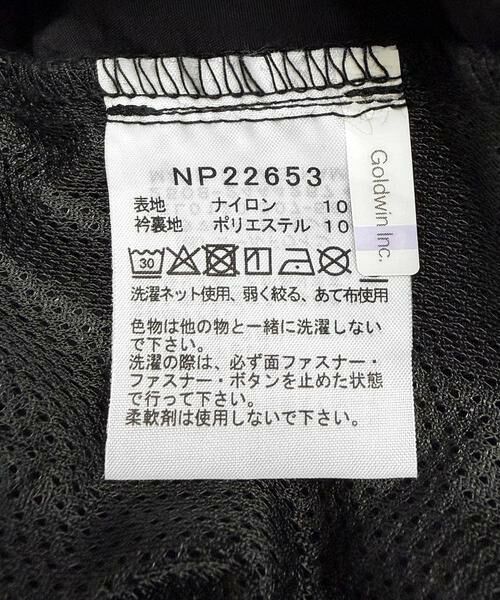 NP22653
表地 ナイロン 10
衿裏地 ポリエステル 10
Goldwin Inc.
30
洗濯ネット使用、弱く絞る、あて布使用
色物は他の物と一緒に洗濯しない
で下さい。
洗濯の際は、必ず面ファスナー・
ファスナー・ボタンを止めた状態
で行って下さい。
柔軟剤は使用しないで下さい。